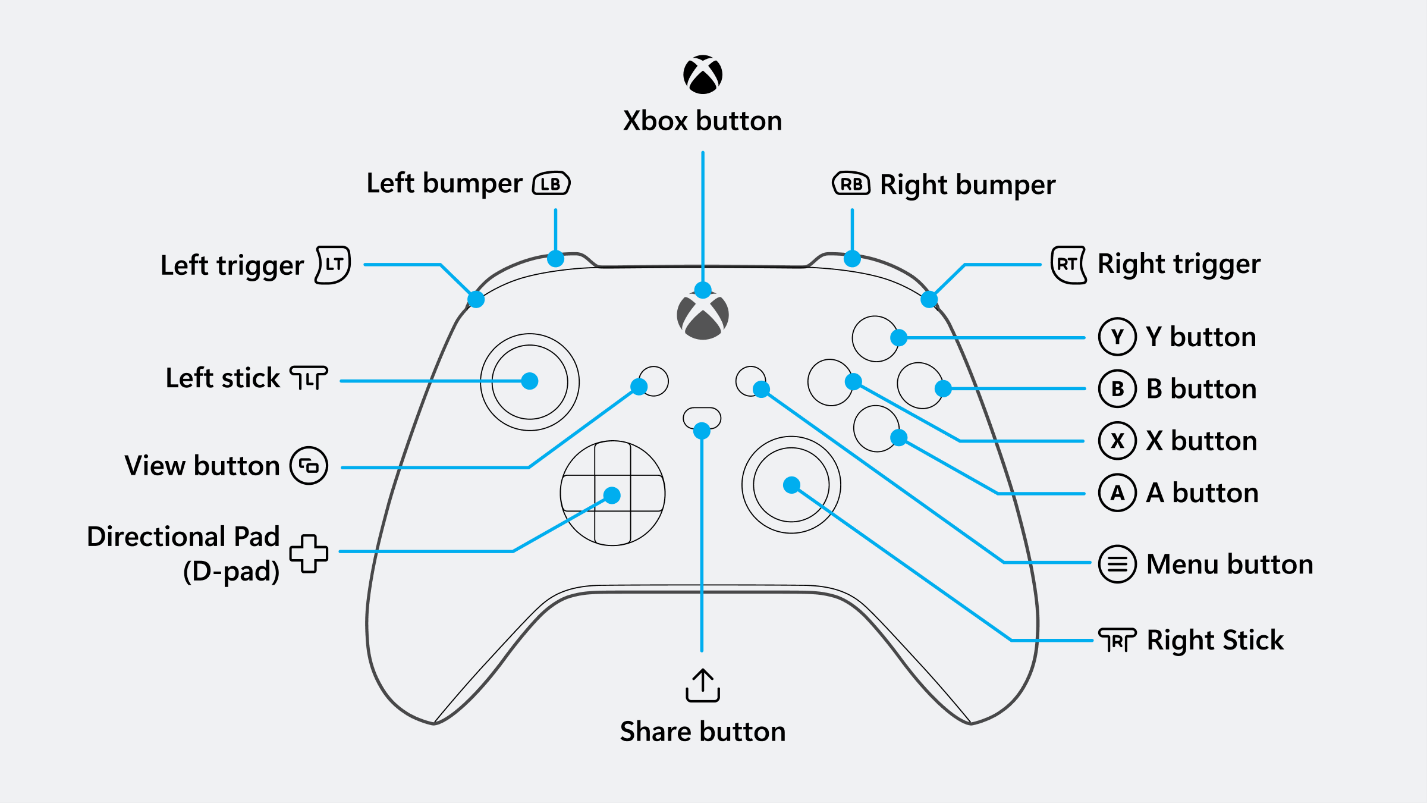 Xbox button
Left bumper LB
RB Right bumper
Left trigger LT
RT Right trigger
Y Y button
Left stick L
B B button
X X button
View button
A A button
Directional Pad
(D-pad)
Menu button
R Right Stick
Share button